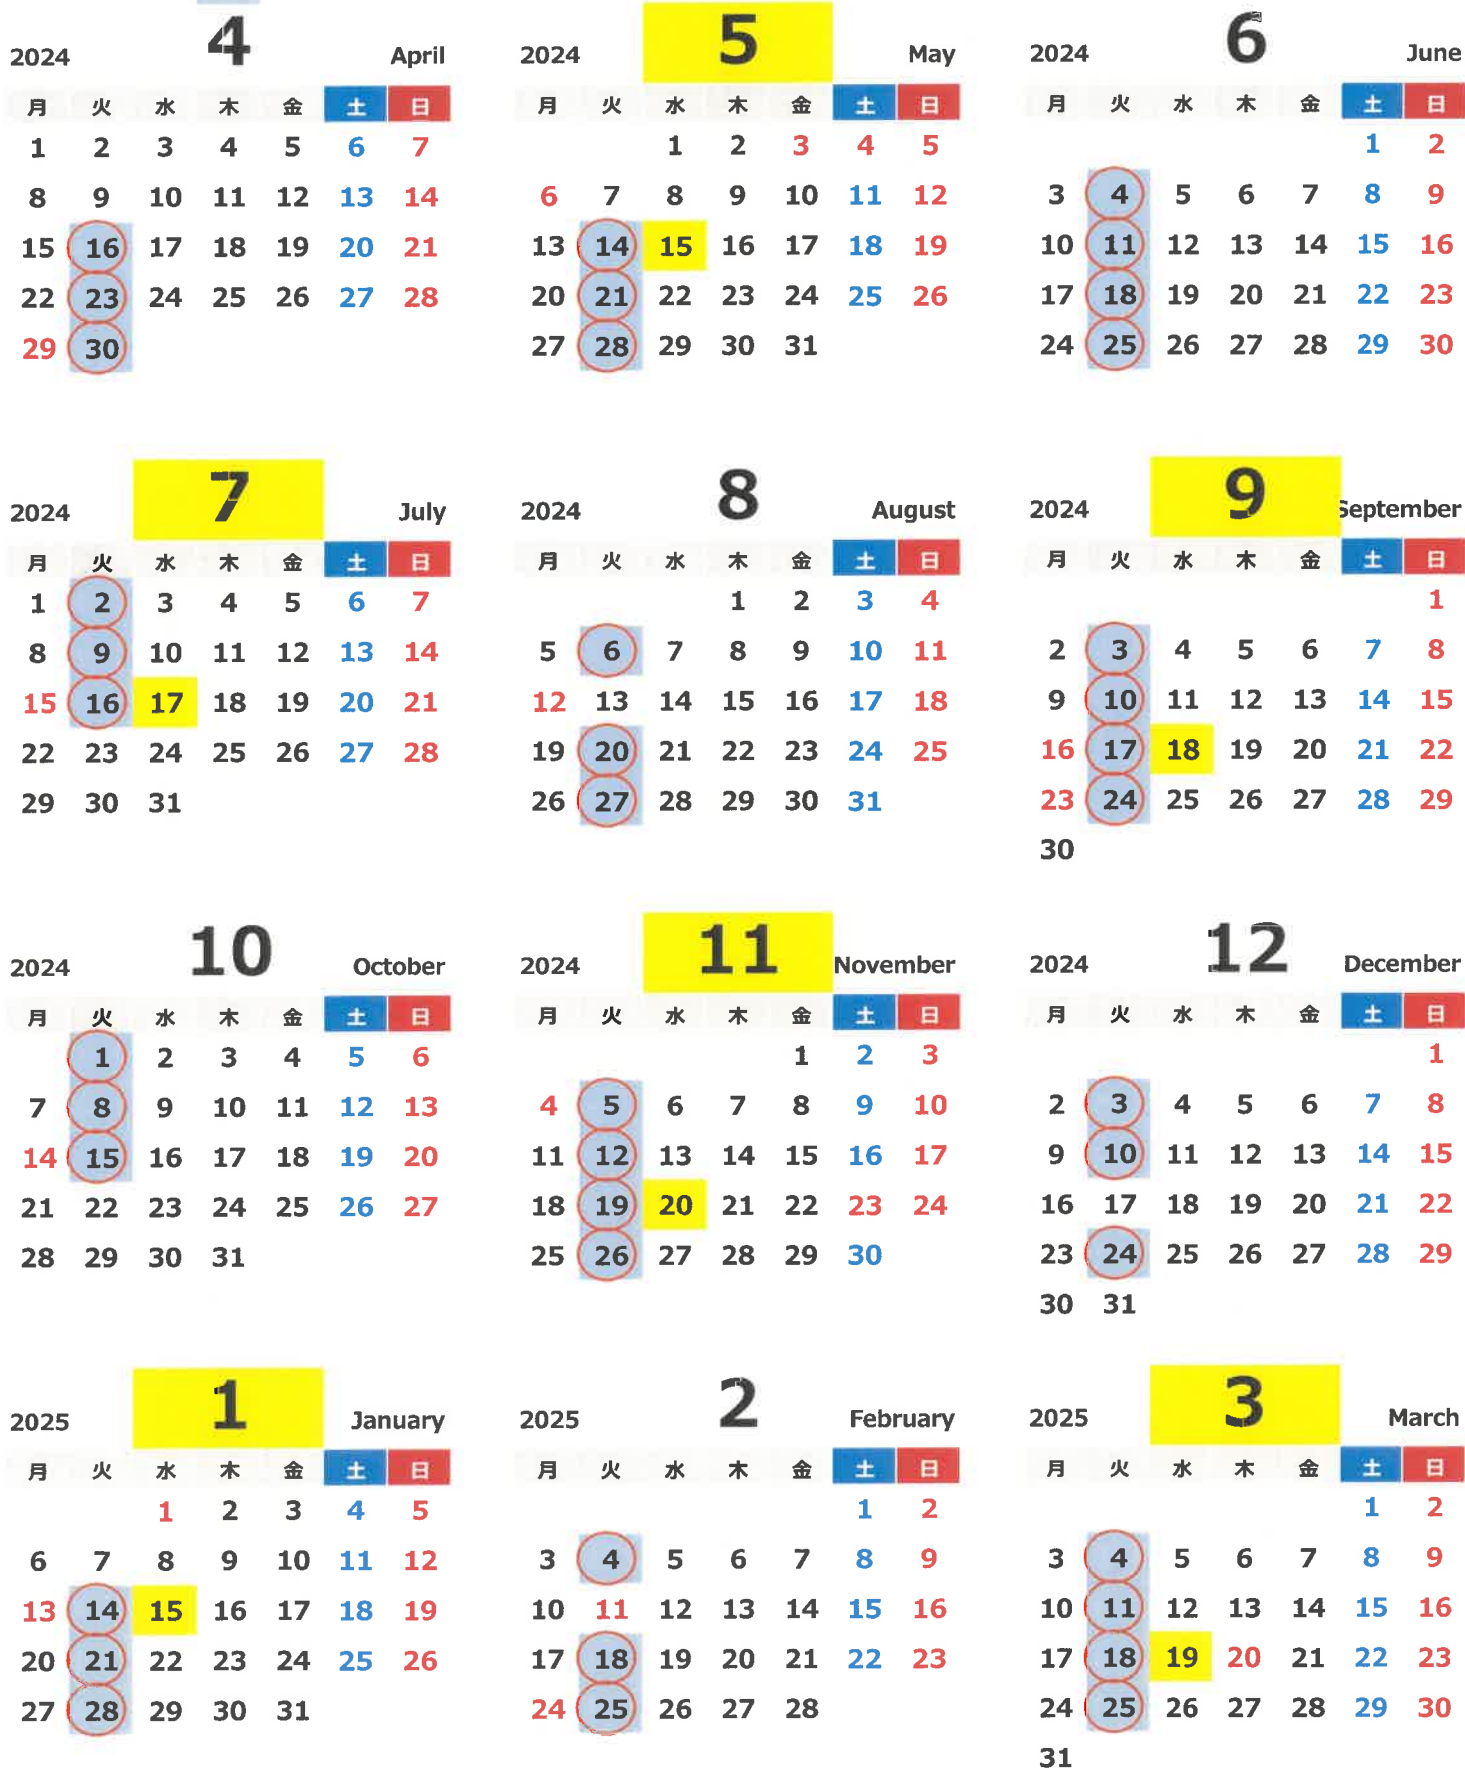 2024 4 April
月 火 水 木 金 土 日
1 2 3 4 5 6 7
8 9 10 11 12 13 14
15 16 17 18 19 20 21
22 23 24 25 26 27 28
29 30
2024 5 May
月 火 水 木 金 土 日
1 2 3 4 5
6 7 8 9 10 11 12
13 14 15 16 17 18 19
20 21 22 23 24 25 26
27 28 29 30 31
2024 6 June
月 火 水 木 金 土 日
1 2
3 4 5 6 7 8 9
10 11 12 13 14 15 16
17 18 19 20 21 22 23
24 25 26 27 28 29 30
2024 7 July
月 火 水 木 金 土 日
1 2 3 4 5 6 7
8 9 10 11 12 13 14
15 16 17 18 19 20 21
22 23 24 25 26 27 28
29 30 31
2024 8 August
月 火 水 木 金 土 日
1 2 3 4
5 6 7 8 9 10 11
12 13 14 15 16 17 18
19 20 21 22 23 24 25
26 27 28 29 30 31
2024 9 September
月 火 水 木 金 土 日
1
2 3 4 5 6 7 8
9 10 11 12 13 14 15
16 17 18 19 20 21 22
23 24 25 26 27 28 29
30
2024 10 October
月 火 水 木 金 土 日
1 2 3 4 5 6
7 8 9 10 11 12 13
14 15 16 17 18 19 20
21 22 23 24 25 26 27
28 29 30 31
2024 11 November
月 火 水 木 金 土 日
1 2 3
4 5 6 7 8 9 10
11 12 13 14 15 16 17
18 19 20 21 22 23 24
25 26 27 28 29 30
2024 12 December
月 火 水 木 金 土 日
1
2 3 4 5 6 7 8
9 10 11 12 13 14 15
16 17 18 19 20 21 22
23 24 25 26 27 28 29
30 31
2025 1 January
月 火 水 木 金 土 日
1 2 3 4 5
6 7 8 9 10 11 12
13 14 15 16 17 18 19
20 21 22 23 24 25 26
27 28 29 30 31
2025 2 February
月 火 水 木 金 土 日
1 2
3 4 5 6 7 8 9
10 11 12 13 14 15 16
17 18 19 20 21 22 23
24 25 26 27 28
2025 3 March
月 火 水 木 金 土 日
1 2
3 4 5 6 7 8 9
10 11 12 13 14 15 16
17 18 19 20 21 22 23
24 25 26 27 28 29 30
31